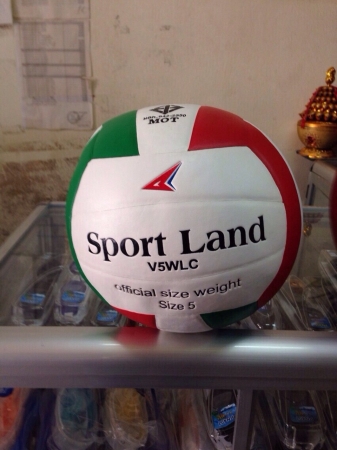 MOT
Sport Land
V5WLC
official size weight
Size 5